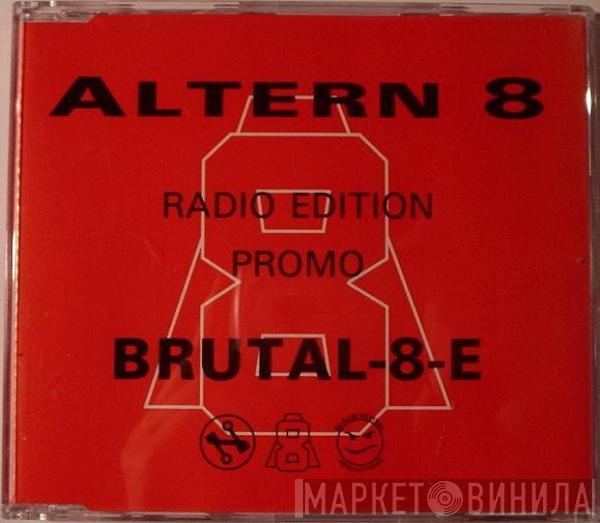 ALTERN 8
RADIO EDITION
PROMO
BRUTAL-8-E
МАРКЕТ ВИНИЛА